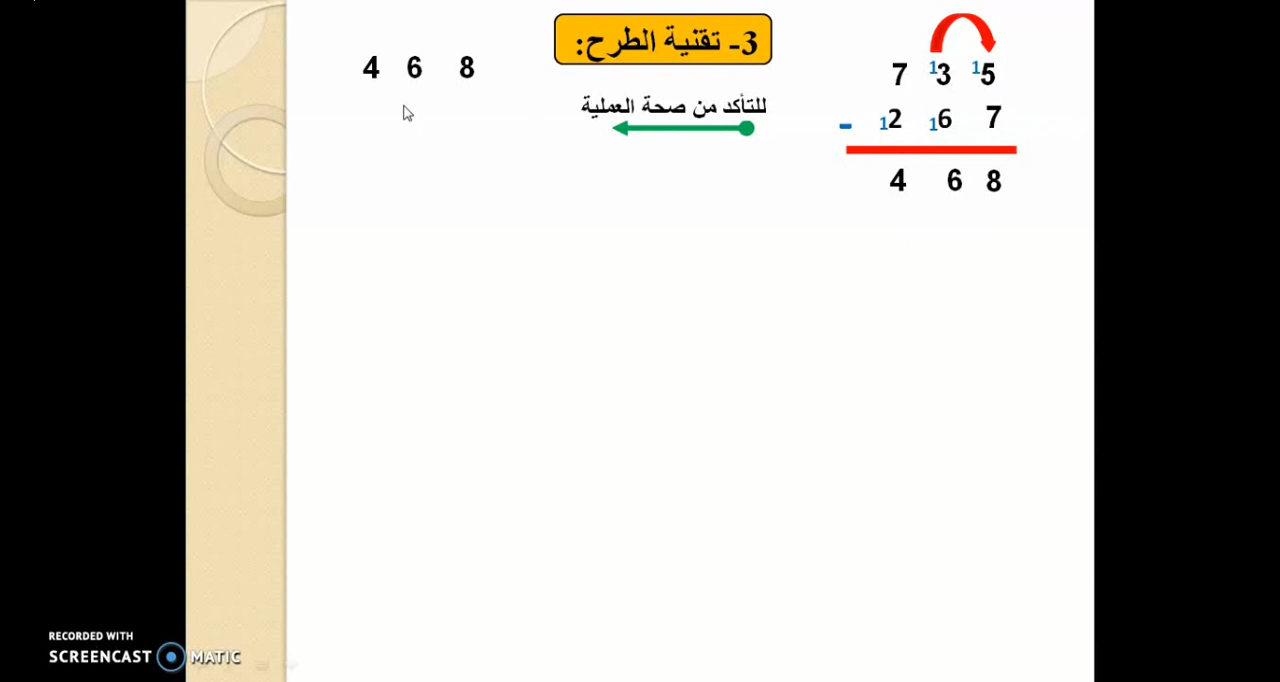 3- تقنية الطرح:
7 ¹3 ¹5
- ₁2 ₁6 7
4 6 8
للتأكد من صحة العملية
4 6 8
RECORDED WITH
SCREENCAST MATIC